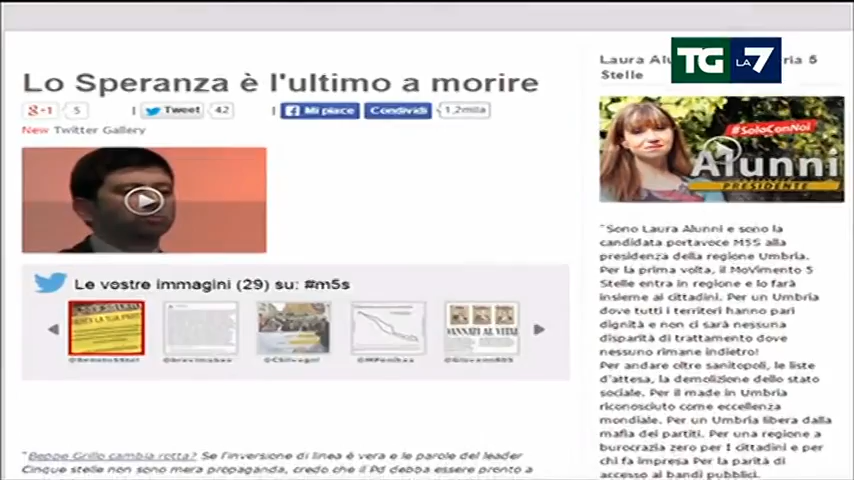 TG LA 7
Lo Speranza è l'ultimo a morire
g+1 5 Tweet 42 Mi piace Condividi 1,2mila
New Twitter Gallery
Le vostre immagini (29) su: #m5s
"Beppe Grillo cambia rotta? Se l'inversione di linea è vera e le parole del leader
Cinque stelle non sono mera propaganda, credo che il Pd debba essere pronto a
Laura
Stelle
#SoloConNoi
Alunni
PRESIDENTE
"Sono Laura Alunni e sono la
candidata portavoce M5S alla
presidenza della regione Umbria.
Per la prima volta, il MoVimento 5
Stelle entra in regione e lo farà
insieme ai cittadini. Per un Umbria
dove tutti i territori hanno pari
dignità e non ci sarà nessuna
disparità di trattamento dove
nessuno rimane indietro!
Per andare oltre sanitopoli, le liste
d'attesa, la demolizione dello stato
sociale. Per il made in Umbria
riconosciuto come eccellenza
mondiale. Per un Umbria libera dalla
mafia dei partiti. Per una regione a
burocrazia zero per i cittadini e per
chi fa impresa Per la parità di
accesso ai bandi pubblici.